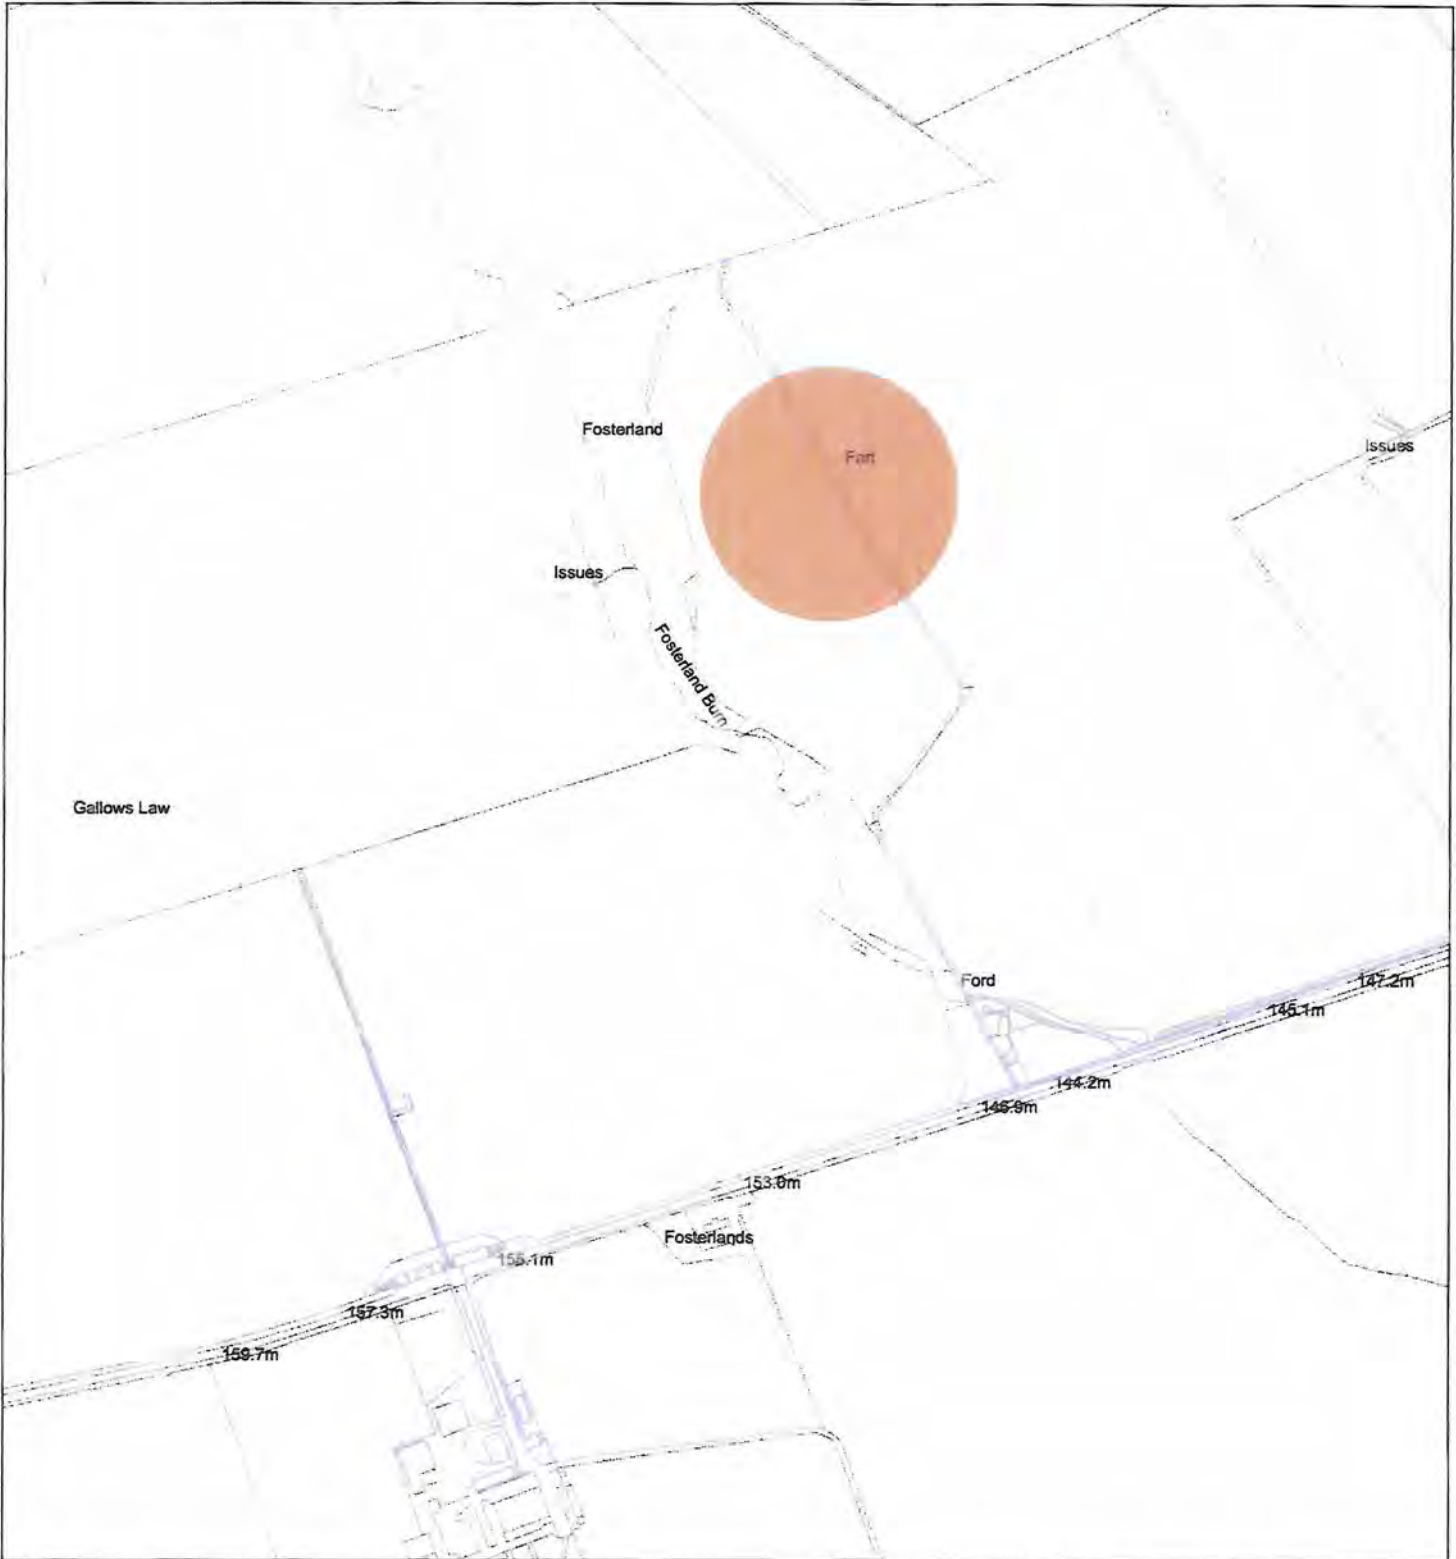 Fosterland
Fort
Issues
Issues
Fosterland Burn
Gallows Law
Ford
147.2m
145.1m
144.2m
146.9m
153.0m
Fosterlands
155.1m
157.3m
159.7m